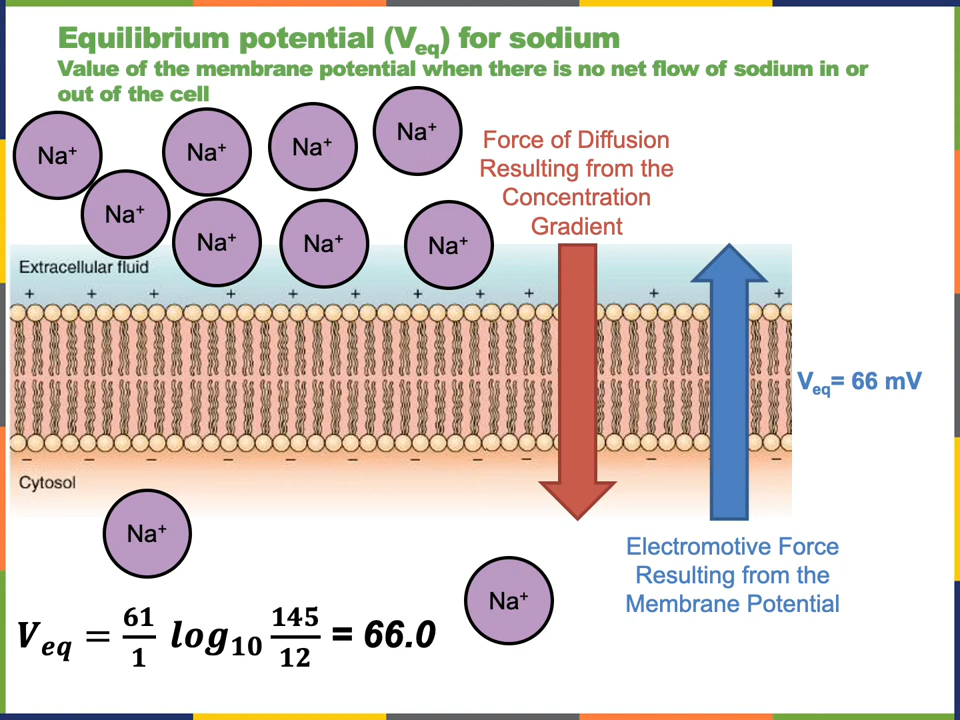 Equilibrium potential (Veq) for sodium
Value of the membrane potential when there is no net flow of sodium in or
out of the cell
Na⁺
Na⁺
Na⁺
Na⁺
Na⁺
Na⁺
Na⁺
Na⁺
Force of Diffusion
Resulting from the
Concentration
Gradient
Extracellular fluid
+ + + + + + + + + + +
Veq= 66 mV
− − − − − − − − −
Cytosol
Na⁺
Na⁺
Electromotive Force
Resulting from the
Membrane Potential
Veq = 61/1 log₁₀ 145/12 = 66.0